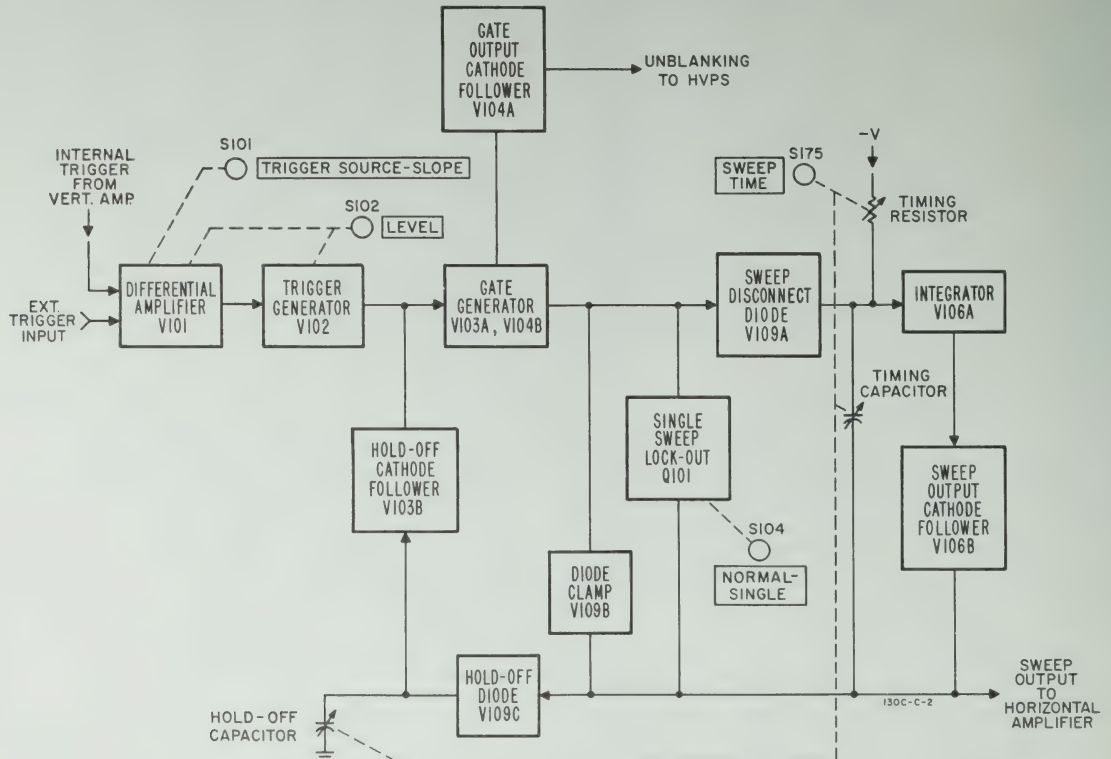 GATE
OUTPUT
CATHODE
FOLLOWER
V104A
UNBLANKING
TO HVPS
INTERNAL
TRIGGER
FROM
VERT. AMP.
S101
TRIGGER SOURCE-SLOPE
S102
LEVEL
S175
SWEEP
TIME
-V
TIMING
RESISTOR
EXT.
TRIGGER
INPUT
DIFFERENTIAL
AMPLIFIER
V101
TRIGGER
GENERATOR
V102
GATE
GENERATOR
V103A, V104B
SWEEP
DISCONNECT
DIODE
V109A
INTEGRATOR
V106A
TIMING
CAPACITOR
HOLD-OFF
CATHODE
FOLLOWER
V103B
SINGLE
SWEEP
LOCK-OUT
Q101
S104
NORMAL-
SINGLE
SWEEP
OUTPUT
CATHODE
FOLLOWER
V106B
DIODE
CLAMP
V109B
HOLD-OFF
DIODE
V109C
HOLD-OFF
CAPACITOR
130C-C-2
SWEEP
OUTPUT
TO
HORIZONTAL
AMPLIFIER